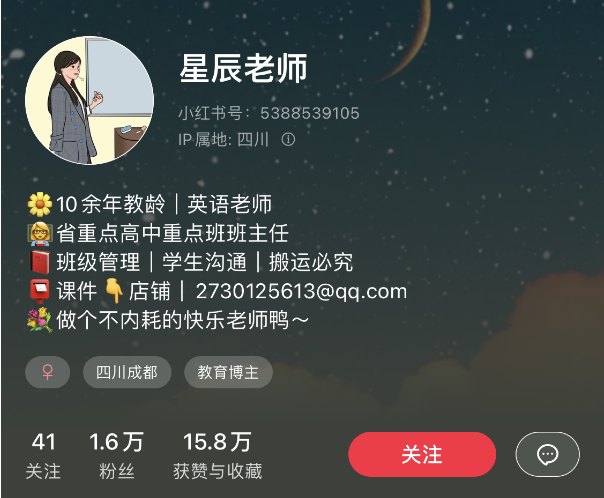 星辰老师
小红书号：5388539105
IP属地: 四川
🌼10余年教龄｜英语老师
👩‍🏫省重点高中重点班班主任
📕班级管理｜学生沟通｜搬运必究
📮课件👇店铺｜2730125613@qq.com
💐做个不内耗的快乐老师鸭～
♀ 四川成都 教育博主
41 1.6万 15.8万
关注 粉丝 获赞与收藏
关注